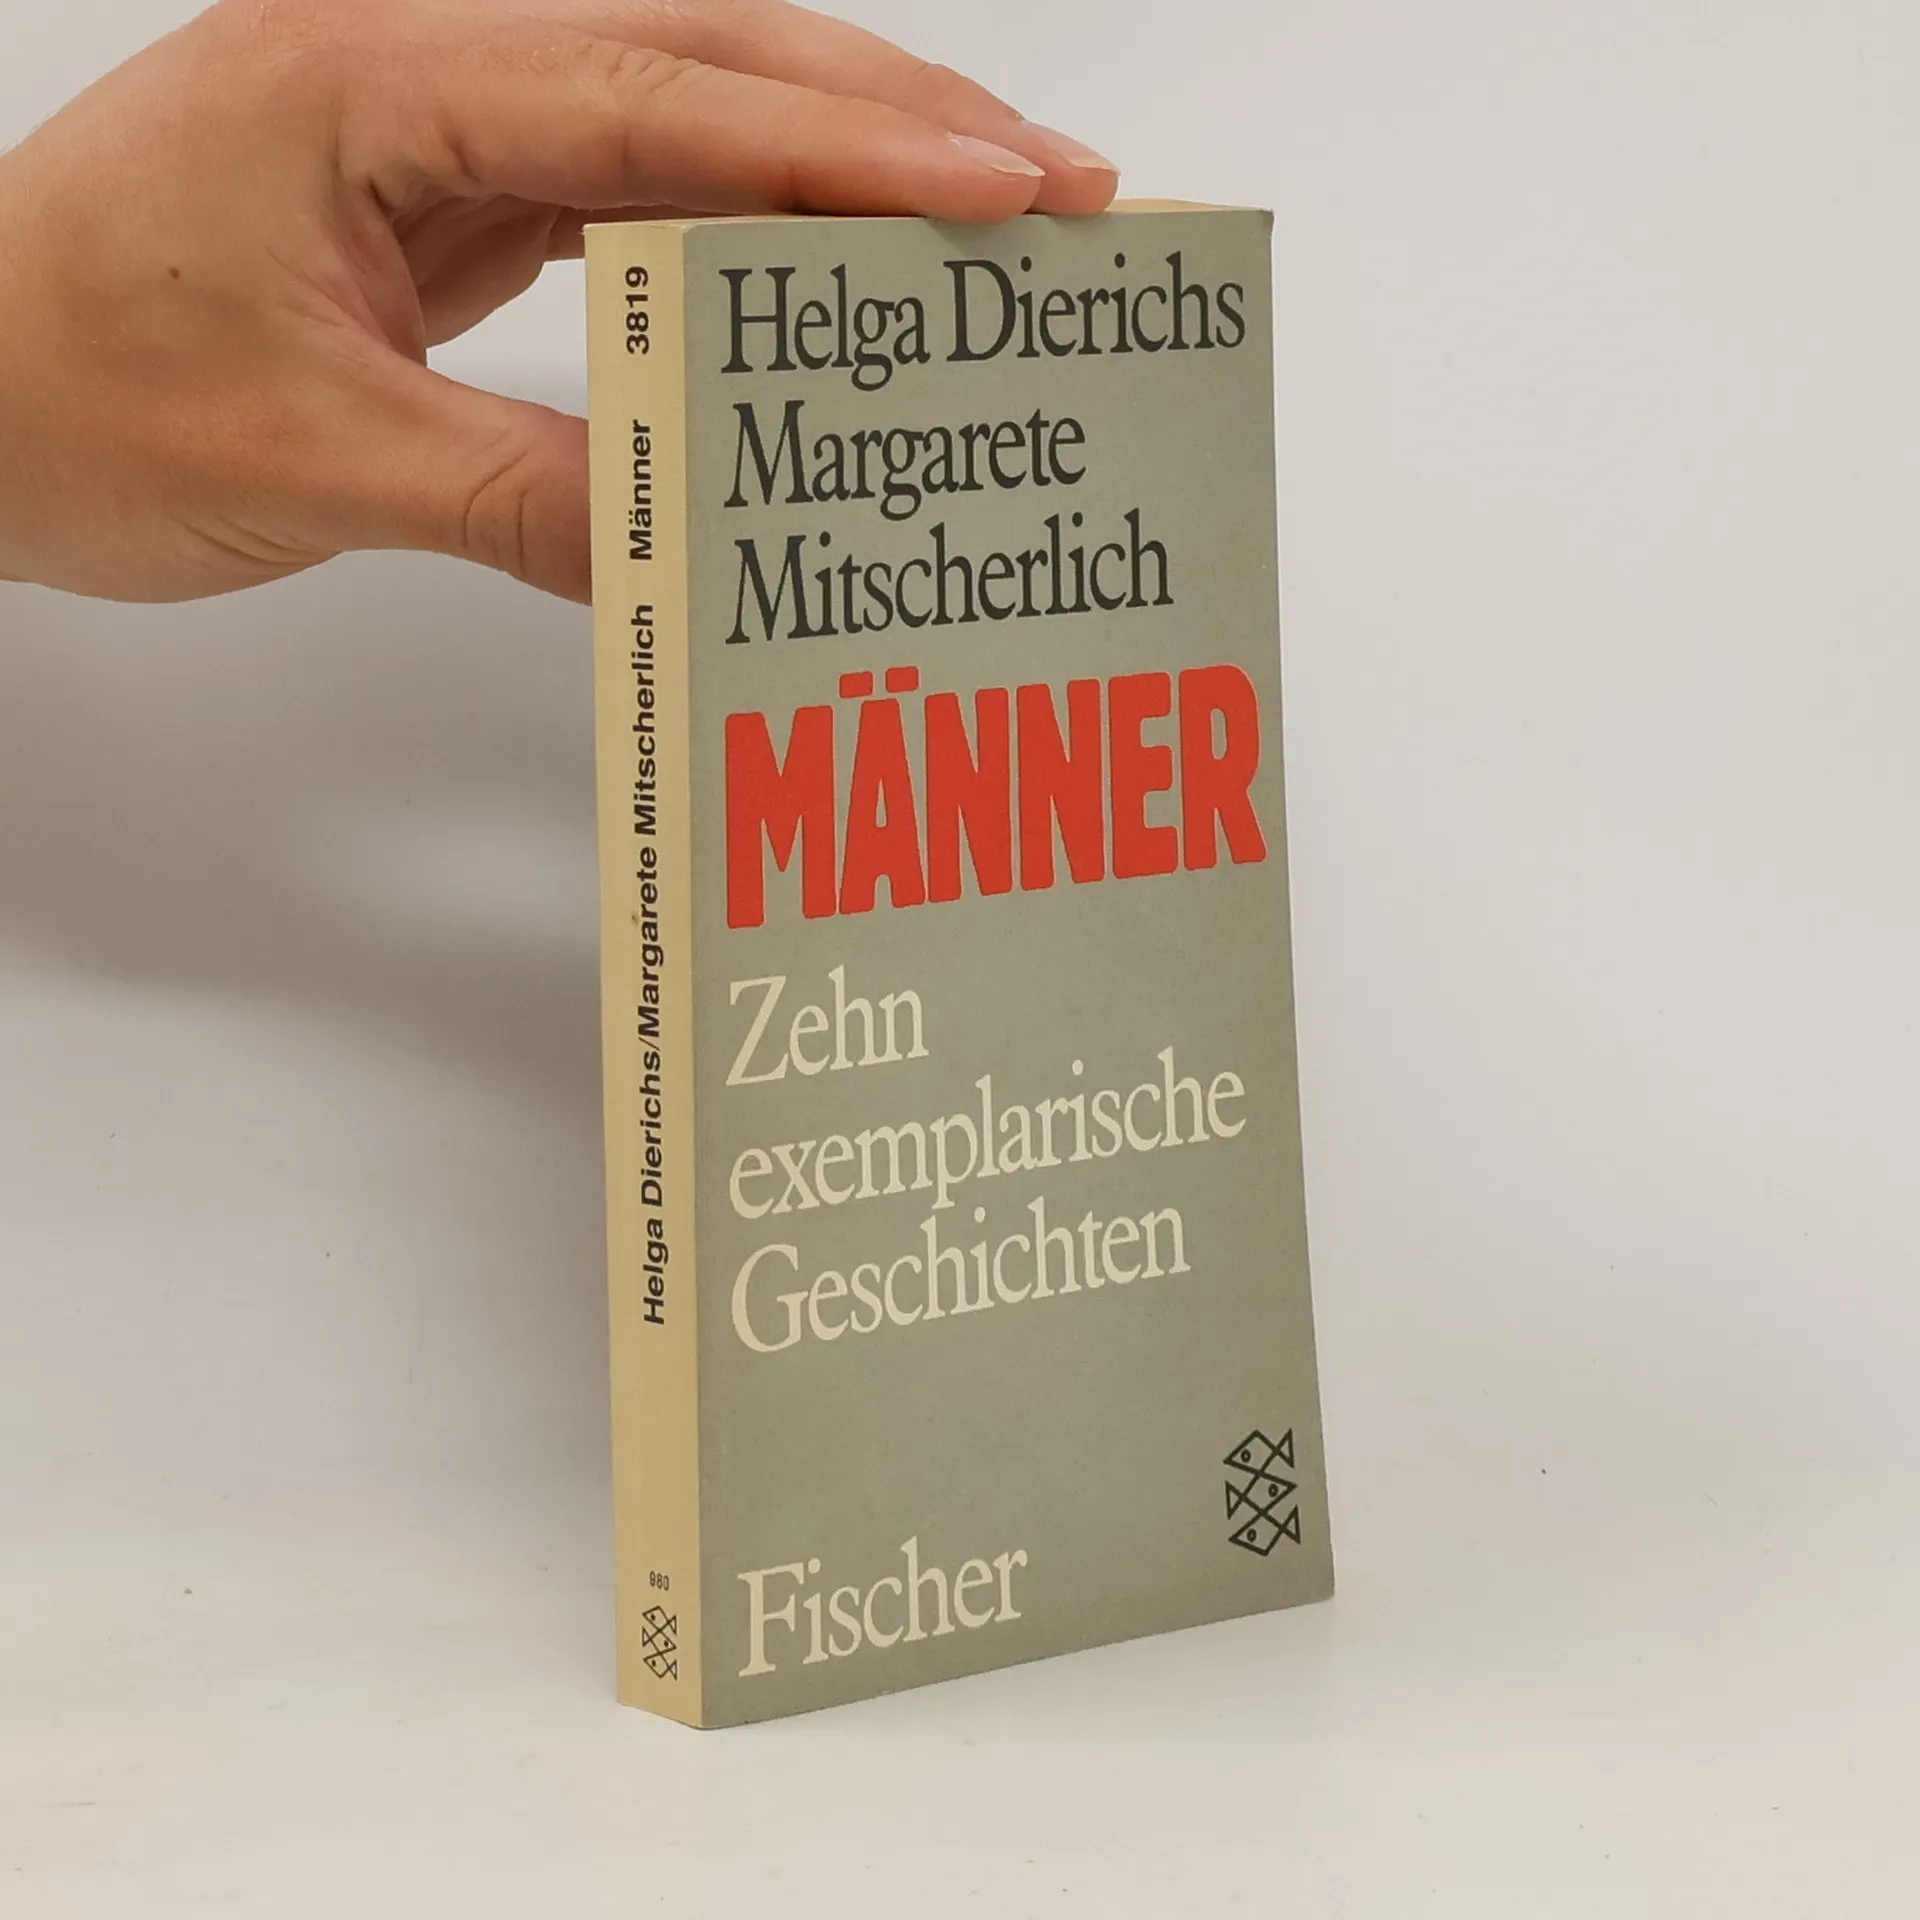 Helga Dierichs
Margarete
Mitscherlich
MÄNNER
Zehn
exemplarische
Geschichten
Fischer
Helga Dierichs/Margarete Mitscherlich Männer 3819
980